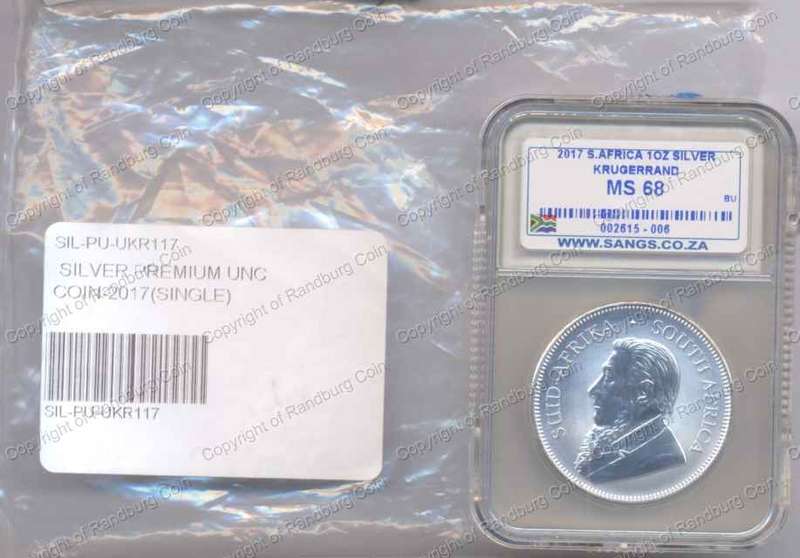 SIL-PU-UKR117
SILVER PREMIUM UNC
COIN-2017(SINGLE)
SIL-PU-UKR117
2017 S.AFRICA 1OZ SILVER
KRUGERRAND
MS 68
BU
002615 - 006
WWW.SANGS.CO.ZA
SUID-AFRIKA SOUTH AFRICA
Copyright of Randburg Coin